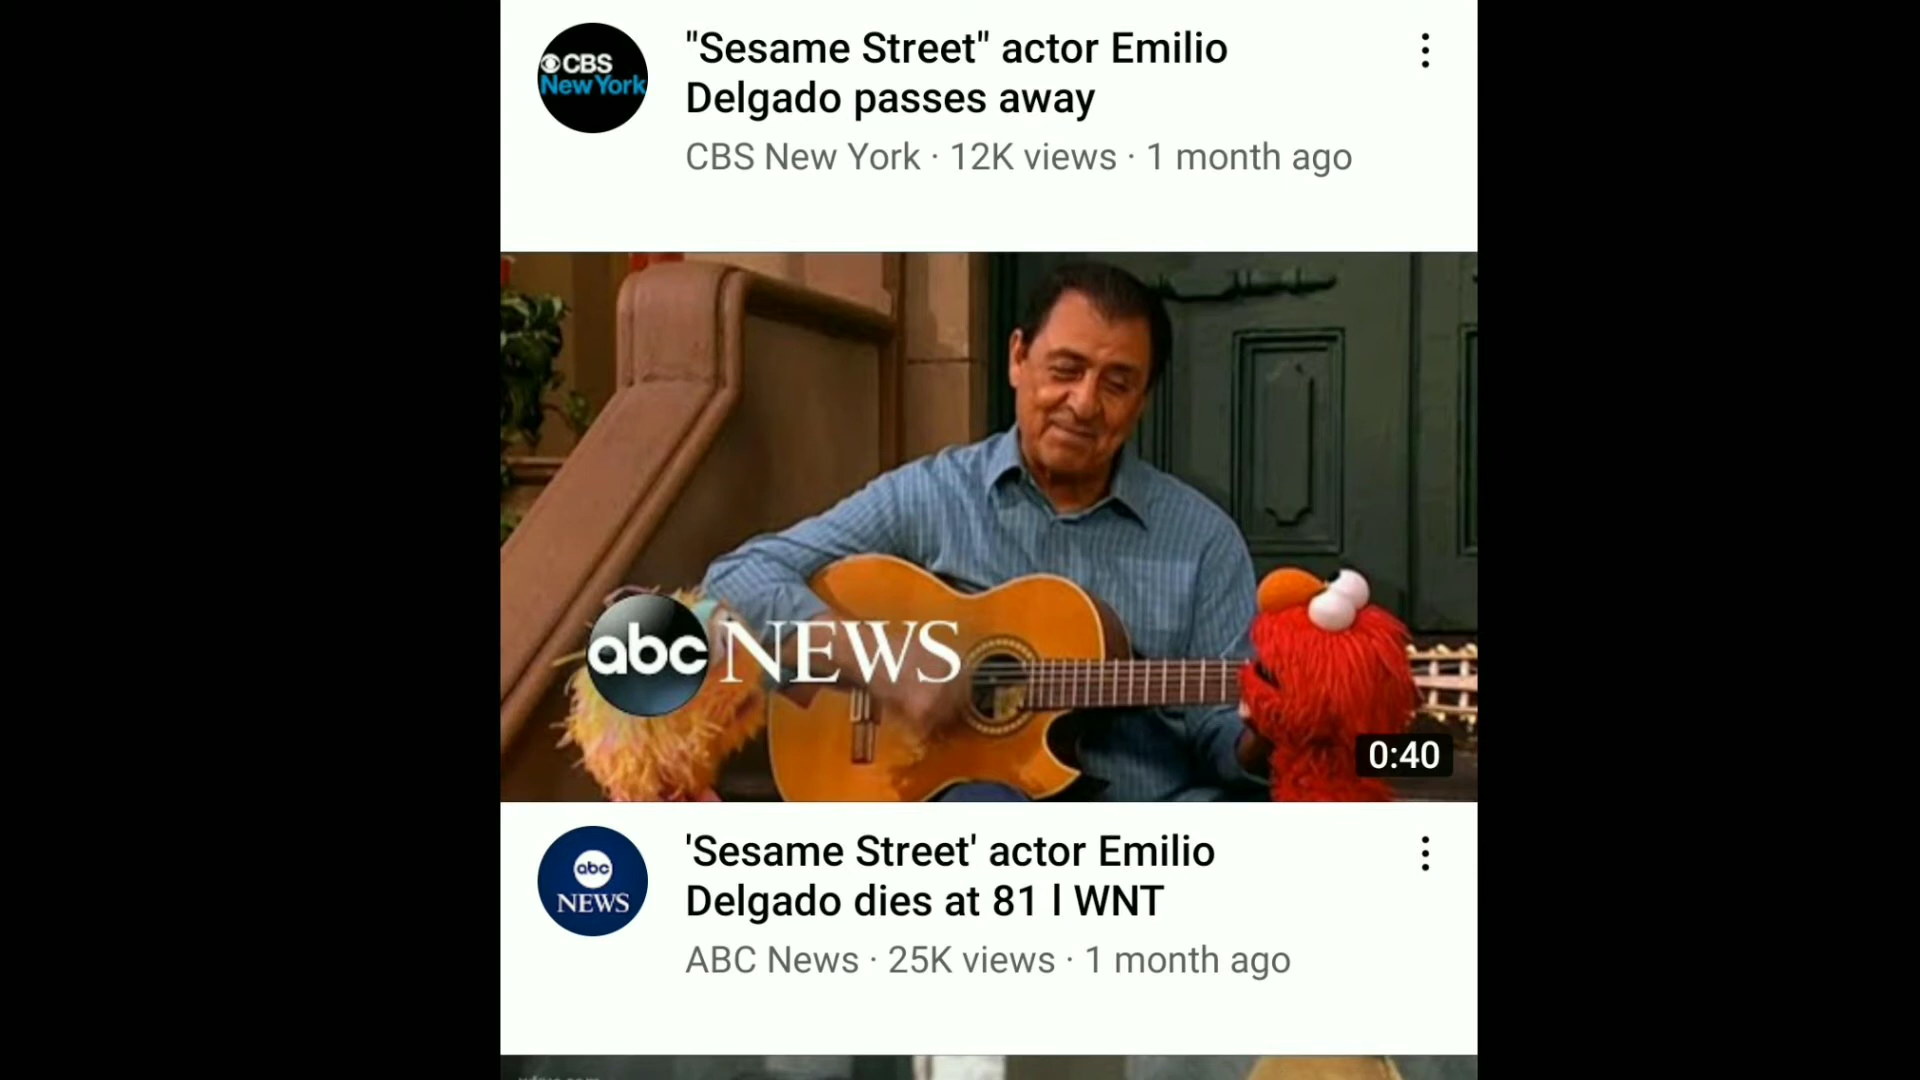 CBS
New York
"Sesame Street" actor Emilio
Delgado passes away
CBS New York · 12K views · 1 month ago
abc NEWS
0:40
abc
NEWS
'Sesame Street' actor Emilio
Delgado dies at 81 l WNT
ABC News · 25K views · 1 month ago